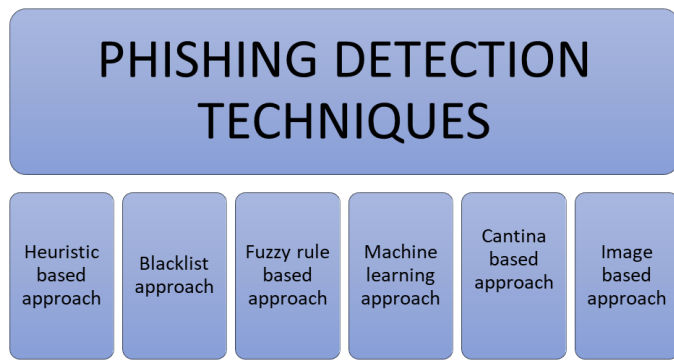 PHISHING DETECTION
TECHNIQUES
Heuristic
based
approach
Blacklist
approach
Fuzzy rule
based
approach
Machine
learning
approach
Cantina
based
approach
Image
based
approach